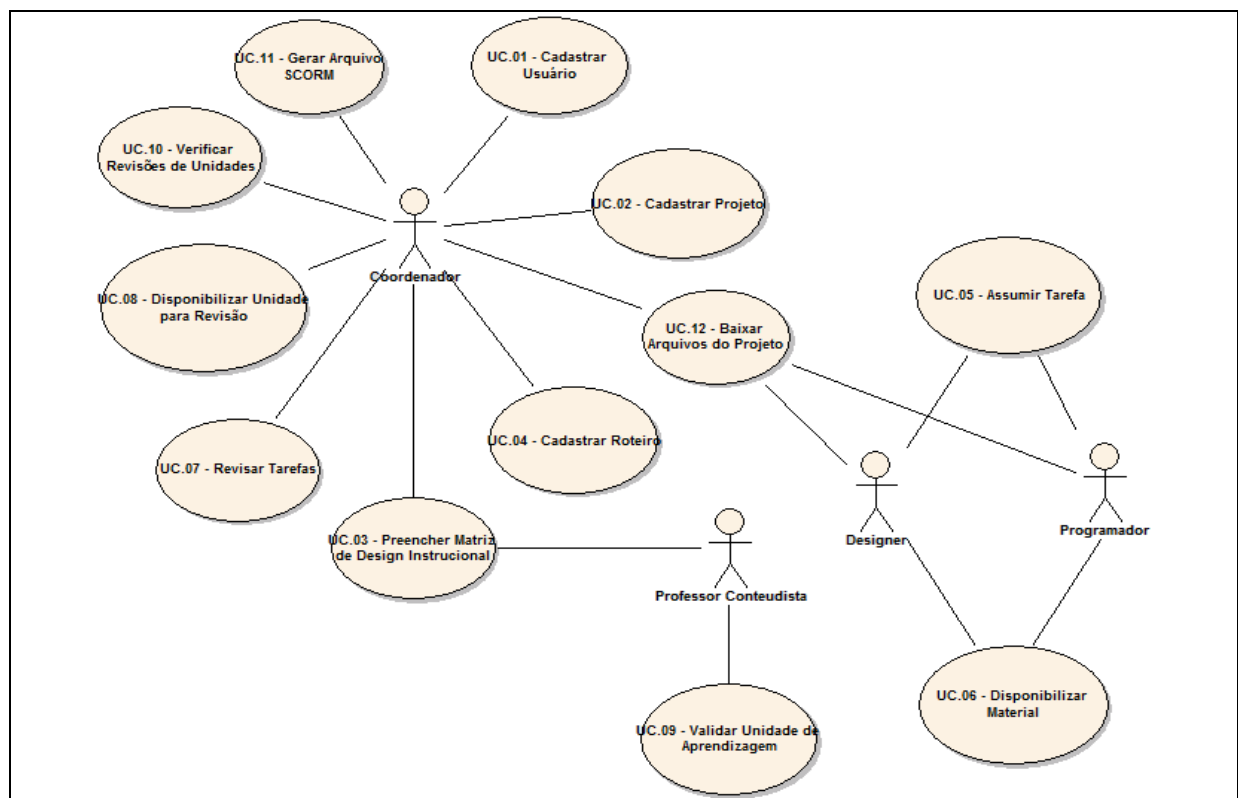 UC.11 - Gerar Arquivo
SCORM
UC.01 - Cadastrar
Usuário
UC.10 - Verificar
Revisões de Unidades
UC.02 - Cadastrar Projeto
Coordenador
UC.08 - Disponibilizar Unidade
para Revisão
UC.05 - Assumir Tarefa
UC.12 - Baixar
Arquivos do Projeto
UC.04 - Cadastrar Roteiro
UC.07 - Revisar Tarefas
UC.03 - Preencher Matriz
de Design Instrucional
Designer
Programador
Professor Conteudista
UC.06 - Disponibilizar
Material
UC.09 - Validar Unidade de
Aprendizagem